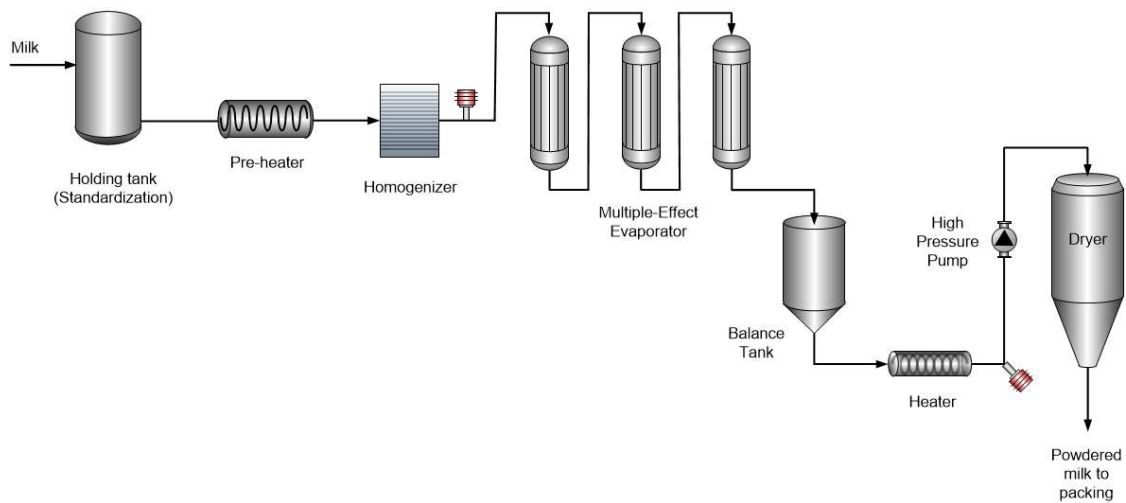 Milk
Holding tank
(Standardization)
Pre-heater
Homogenizer
Multiple-Effect
Evaporator
Balance
Tank
Heater
High
Pressure
Pump
Dryer
Powdered
milk to
packing